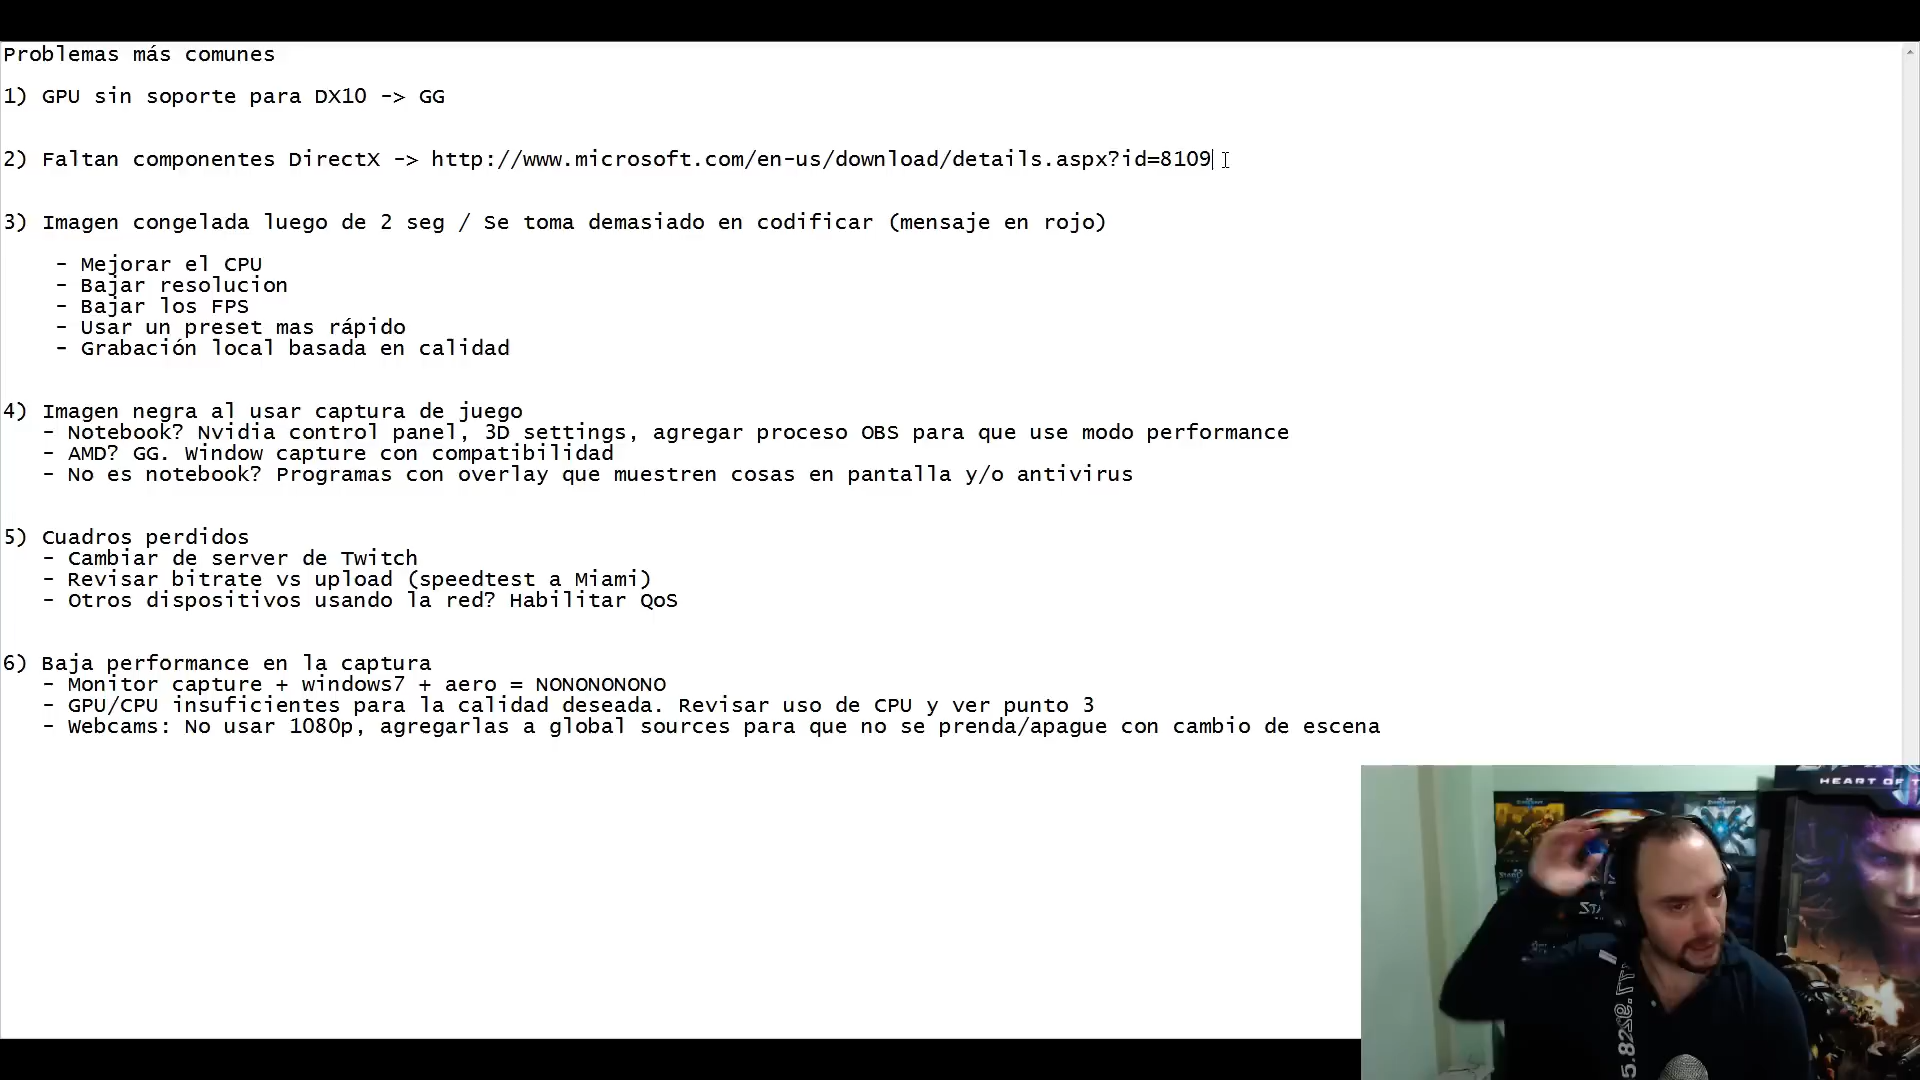 Problemas más comunes
1) GPU sin soporte para DX10 -> GG
2) Faltan componentes DirectX -> http://www.microsoft.com/en-us/download/details.aspx?id=8109
3) Imagen congelada luego de 2 seg / Se toma demasiado en codificar (mensaje en rojo)
- Mejorar el CPU
- Bajar resolucion
- Bajar los FPS
- Usar un preset mas rápido
- Grabación local basada en calidad
4) Imagen negra al usar captura de juego
- Notebook? Nvidia control panel, 3D settings, agregar proceso OBS para que use modo performance
- AMD? GG. Window capture con compatibilidad
- No es notebook? Programas con overlay que muestren cosas en pantalla y/o antivirus
5) Cuadros perdidos
- Cambiar de server de Twitch
- Revisar bitrate vs upload (speedtest a Miami)
- Otros dispositivos usando la red? Habilitar QoS
6) Baja performance en la captura
- Monitor capture + windows7 + aero = NONONONONO
- GPU/CPU insuficientes para la calidad deseada. Revisar uso de CPU y ver punto 3
- Webcams: No usar 1080p, agregarlas a global sources para que no se prenda/apague con cambio de escena
HEART OF